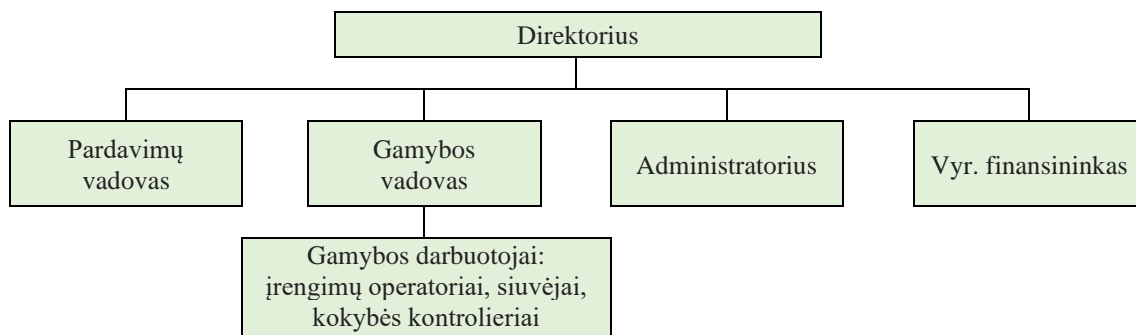 Direktorius
Pardavimų
vadovas
Gamybos
vadovas
Administratorius
Vyr. finansininkas
Gamybos darbuotojai:
įrengimų operatoriai, siuvėjai,
kokybės kontrolieriai